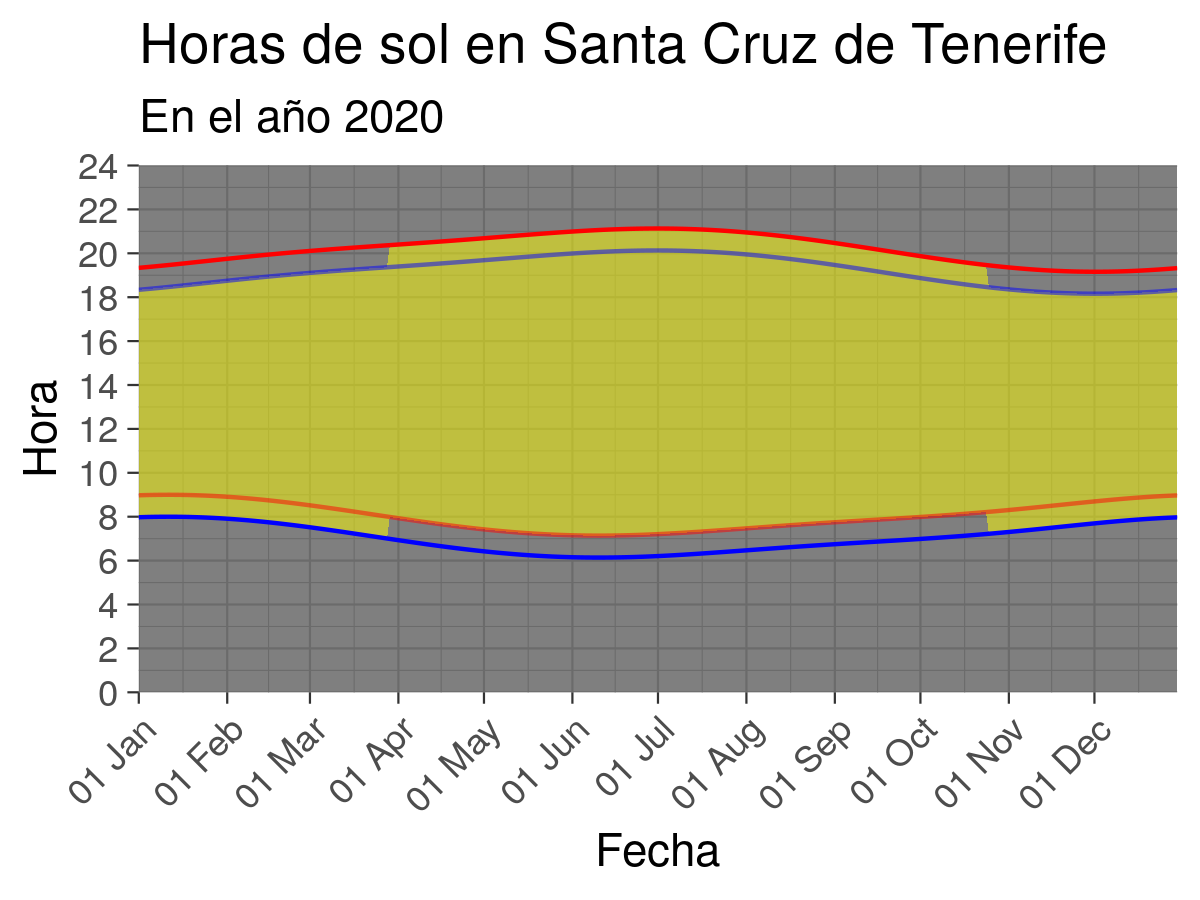 Horas de sol en Santa Cruz de Tenerife
En el año 2020
24
22
20
18
16
14
12
10
8
6
4
2
0
Hora
01 Jan
01 Feb
01 Mar
01 Apr
01 May
01 Jun
01 Jul
01 Aug
01 Sep
01 Oct
01 Nov
01 Dec
Fecha